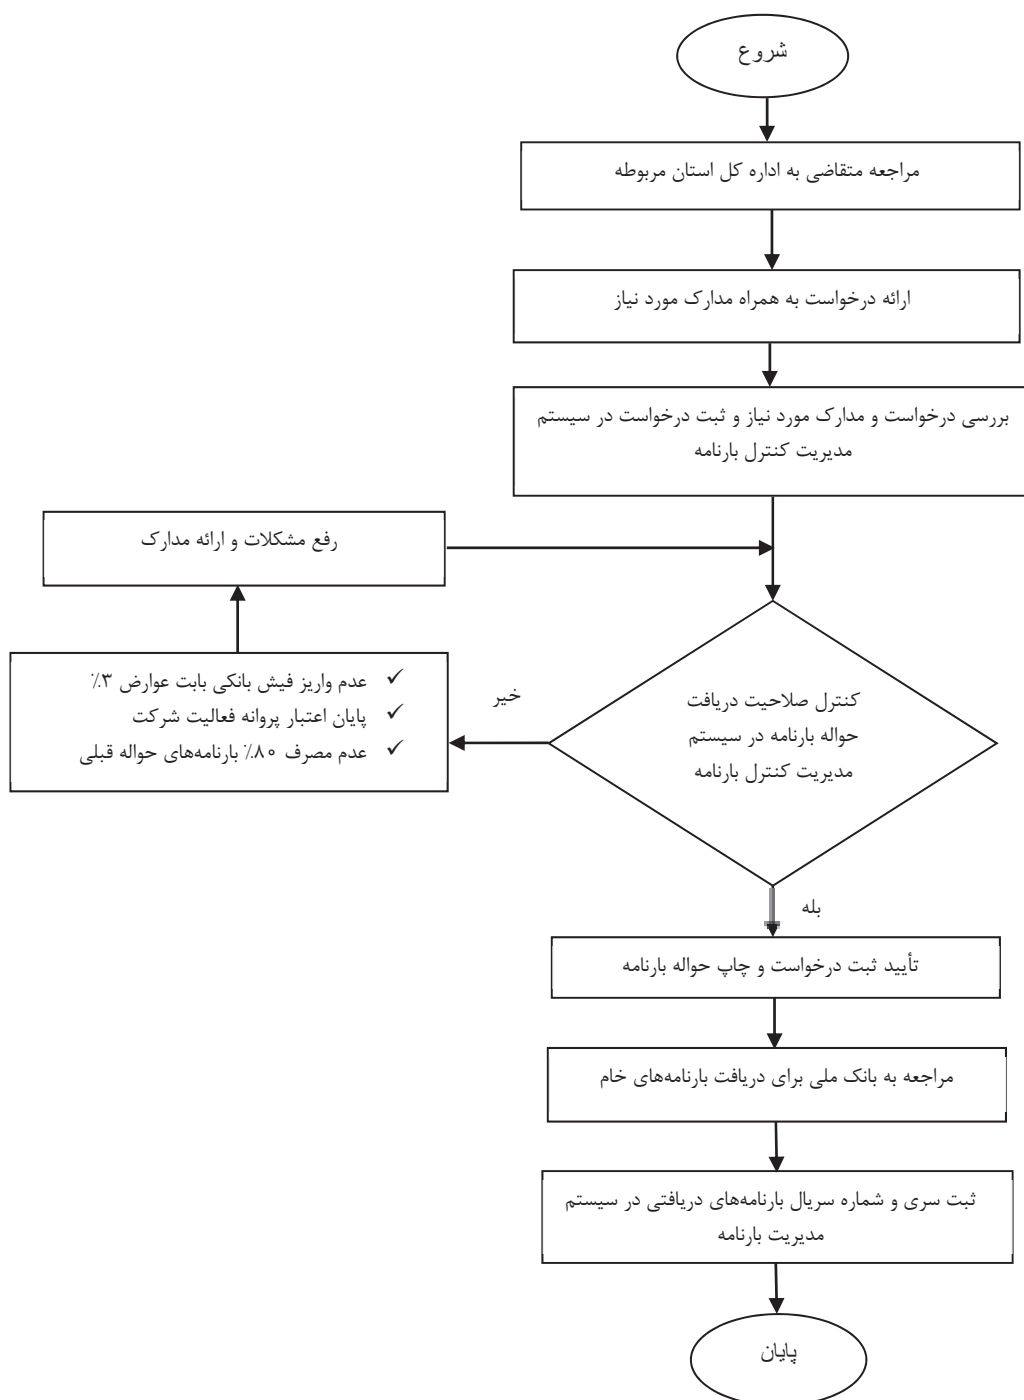 شروع
مراجعه متقاضی به اداره کل استان مربوطه
ارائه درخواست به همراه مدارک مورد نیاز
بررسی درخواست و مدارک مورد نیاز و ثبت درخواست در سیستم
مدیریت کنترل بارنامه
رفع مشکلات و ارائه مدارک
✓ عدم واریز فیش بانکی بابت عوارض ۳٪
✓ پایان اعتبار پروانه فعالیت شرکت
✓ عدم مصرف ۸۰٪ بارنامه‌های حواله قبلی
خیر
کنترل صلاحیت دریافت
حواله بارنامه در سیستم
مدیریت کنترل بارنامه
بله
تأیید ثبت درخواست و چاپ حواله بارنامه
مراجعه به بانک ملی برای دریافت بارنامه‌های خام
ثبت سری و شماره سریال بارنامه‌های دریافتی در سیستم
مدیریت بارنامه
پایان